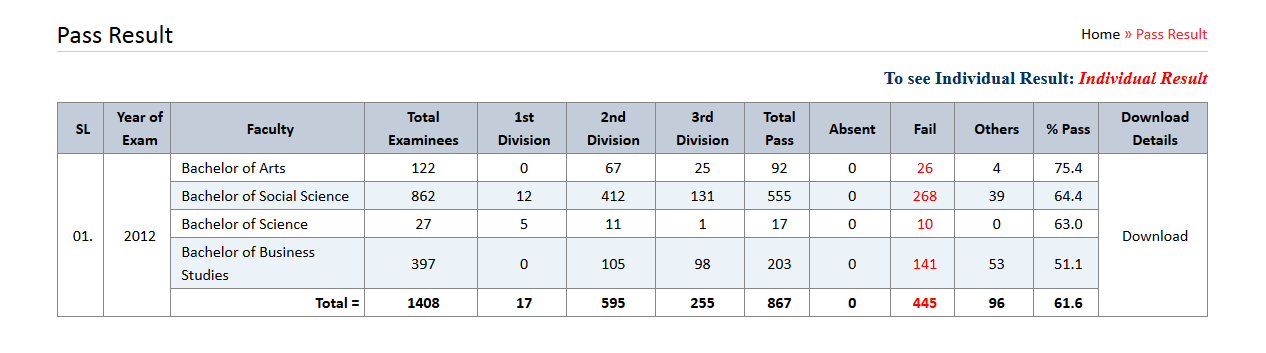 Pass Result
Home » Pass Result
To see Individual Result: Individual Result
SL Year of Exam Faculty Total Examinees 1st Division 2nd Division 3rd Division Total Pass Absent Fail Others % Pass Download Details
01. 2012 Bachelor of Arts 122 0 67 25 92 0 26 4 75.4 Download
Bachelor of Social Science 862 12 412 131 555 0 268 39 64.4
Bachelor of Science 27 5 11 1 17 0 10 0 63.0
Bachelor of Business Studies 397 0 105 98 203 0 141 53 51.1
Total = 1408 17 595 255 867 0 445 96 61.6